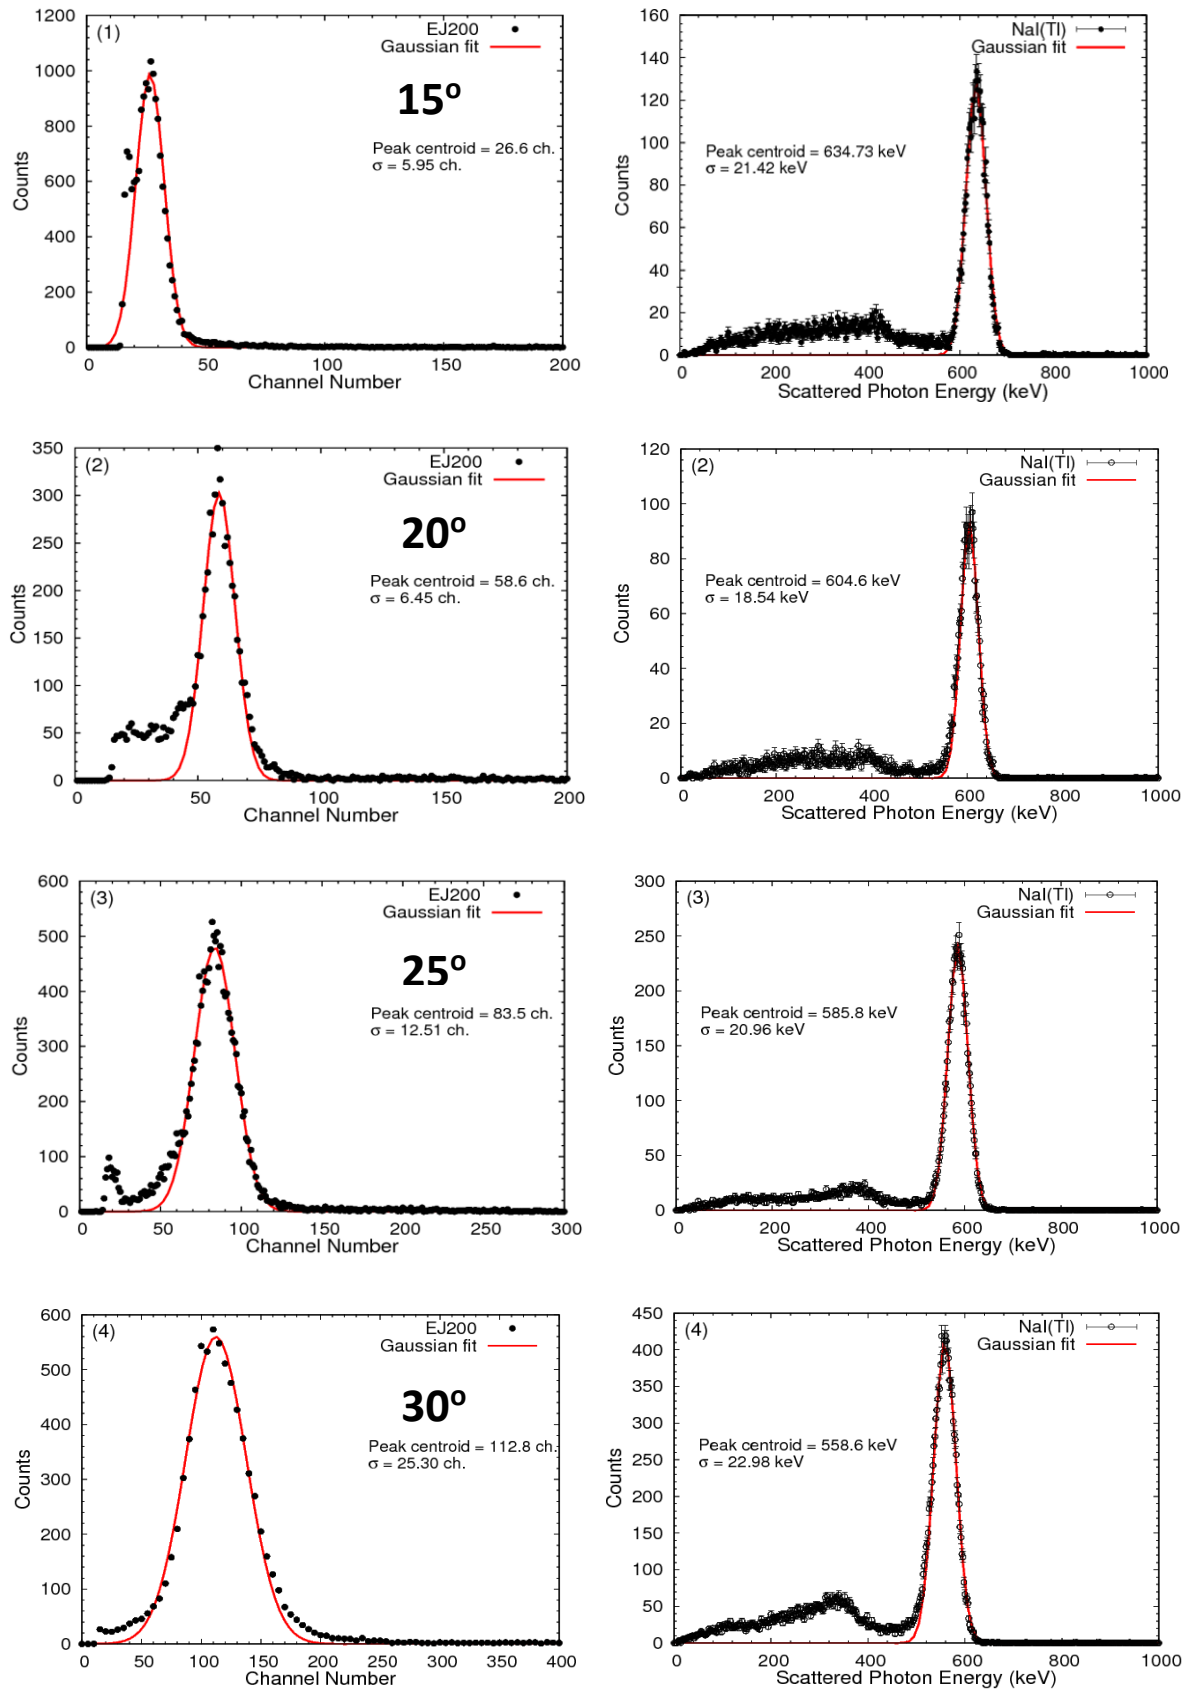 (1)
EJ200
Gaussian fit
15º
Peak centroid = 26.6 ch.
σ = 5.95 ch.
Counts
1200
1000
800
600
400
200
0
0 50 100 150 200
Channel Number
NaI(Tl)
Gaussian fit
Peak centroid = 634.73 keV
σ = 21.42 keV
Counts
160
140
120
100
80
60
40
20
0
0 200 400 600 800 1000
Scattered Photon Energy (keV)
(2)
EJ200
Gaussian fit
20º
Peak centroid = 58.6 ch.
σ = 6.45 ch.
Counts
350
300
250
200
150
100
50
0
0 50 100 150 200
Channel Number
(2)
NaI(Tl)
Gaussian fit
Peak centroid = 604.6 keV
σ = 18.54 keV
Counts
120
100
80
60
40
20
0
0 200 400 600 800 1000
Scattered Photon Energy (keV)
(3)
EJ200
Gaussian fit
25º
Peak centroid = 83.5 ch.
σ = 12.51 ch.
Counts
600
500
400
300
200
100
0
0 50 100 150 200 250 300
Channel Number
(3)
NaI(Tl)
Gaussian fit
Peak centroid = 585.8 keV
σ = 20.96 keV
Counts
300
250
200
150
100
50
0
0 200 400 600 800 1000
Scattered Photon Energy (keV)
(4)
EJ200
Gaussian fit
30º
Peak centroid = 112.8 ch.
σ = 25.30 ch.
Counts
600
500
400
300
200
100
0
0 50 100 150 200 250 300 350 400
Channel Number
(4)
NaI(Tl)
Gaussian fit
Peak centroid = 558.6 keV
σ = 22.98 keV
Counts
450
400
350
300
250
200
150
100
50
0
0 200 400 600 800 1000
Scattered Photon Energy (keV)